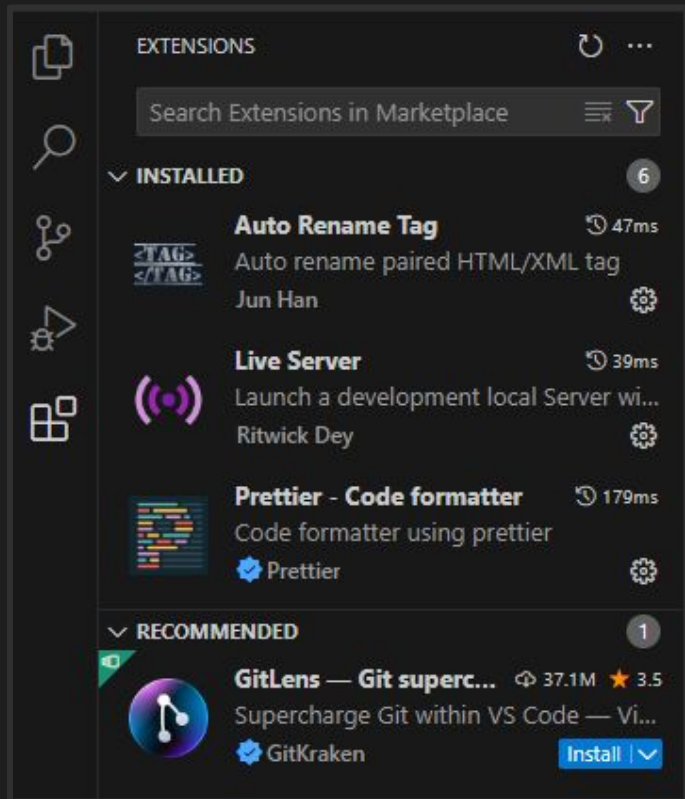 EXTENSIONS
Search Extensions in Marketplace
INSTALLED 6
<TAG>
</TAG>
Auto Rename Tag 47ms
Auto rename paired HTML/XML tag
Jun Han
Live Server 39ms
Launch a development local Server wi...
Ritwick Dey
Prettier - Code formatter 179ms
Code formatter using prettier
Prettier
RECOMMENDED 1
GitLens — Git superc... 37.1M ★ 3.5
Supercharge Git within VS Code — Vi...
GitKraken Install